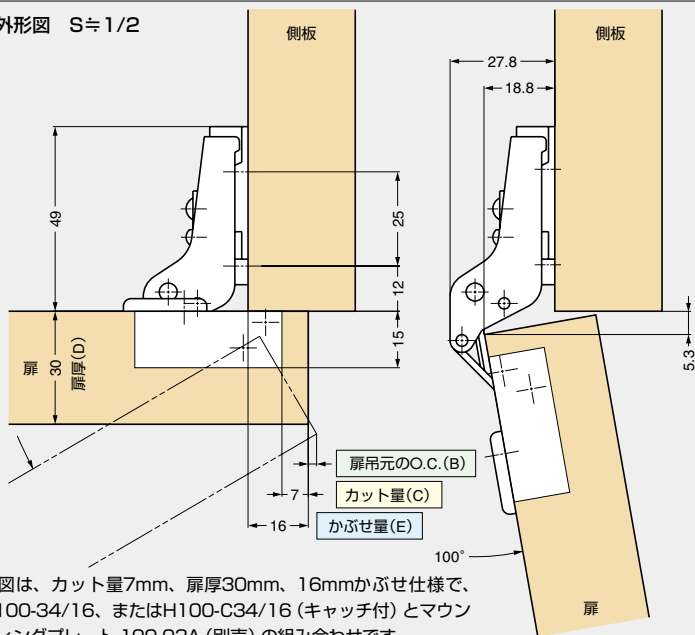 外形図 S≒1/2
側板
側板
27.8
18.8
49
25
12
15
5.3
扉
30
扉厚(D)
扉吊元のO.C.(B)
7
カット量(C)
16
かぶせ量(E)
100°
扉
図は、カット量7mm、扉厚30mm、16mmかぶせ仕様で、
100-34/16、またはH100-C34/16(キャッチ付)とマウン